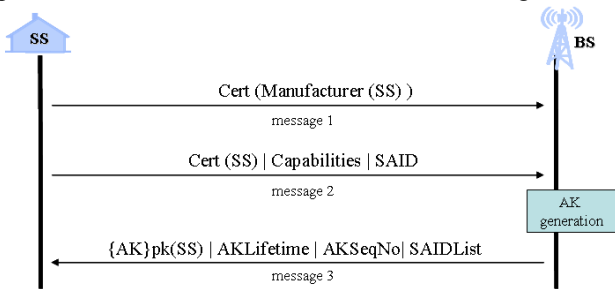 SS
BS
Cert (Manufacturer (SS) )
message 1
Cert (SS) | Capabilities | SAID
message 2
AK
generation
{AK}pk(SS) | AKLifetime | AKSeqNo| SAIDList
message 3